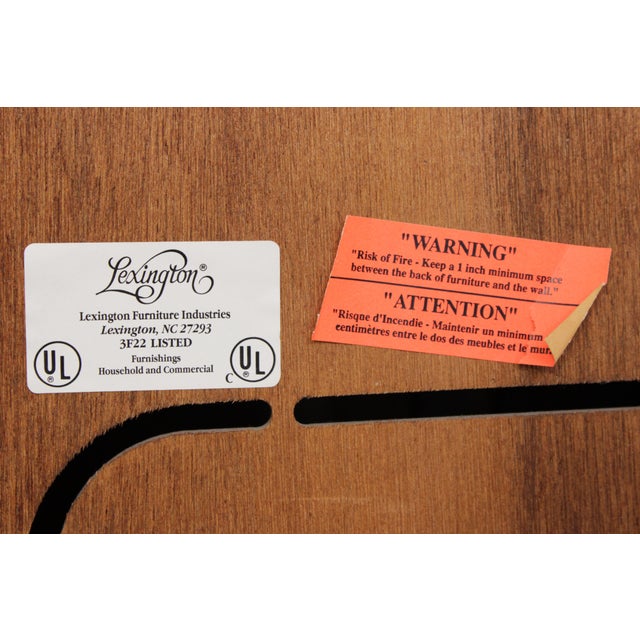 Lexington®
Lexington Furniture Industries
Lexington, NC 27293
3F22 LISTED
Furnishings
Household and Commercial
UL
C UL
"WARNING"
"Risk of Fire - Keep a 1 inch minimum space
between the back of furniture and the wall."
"ATTENTION"
"Risque d'Incendie - Maintenir un minimum
centimètres entre le dos des meubles et le mur